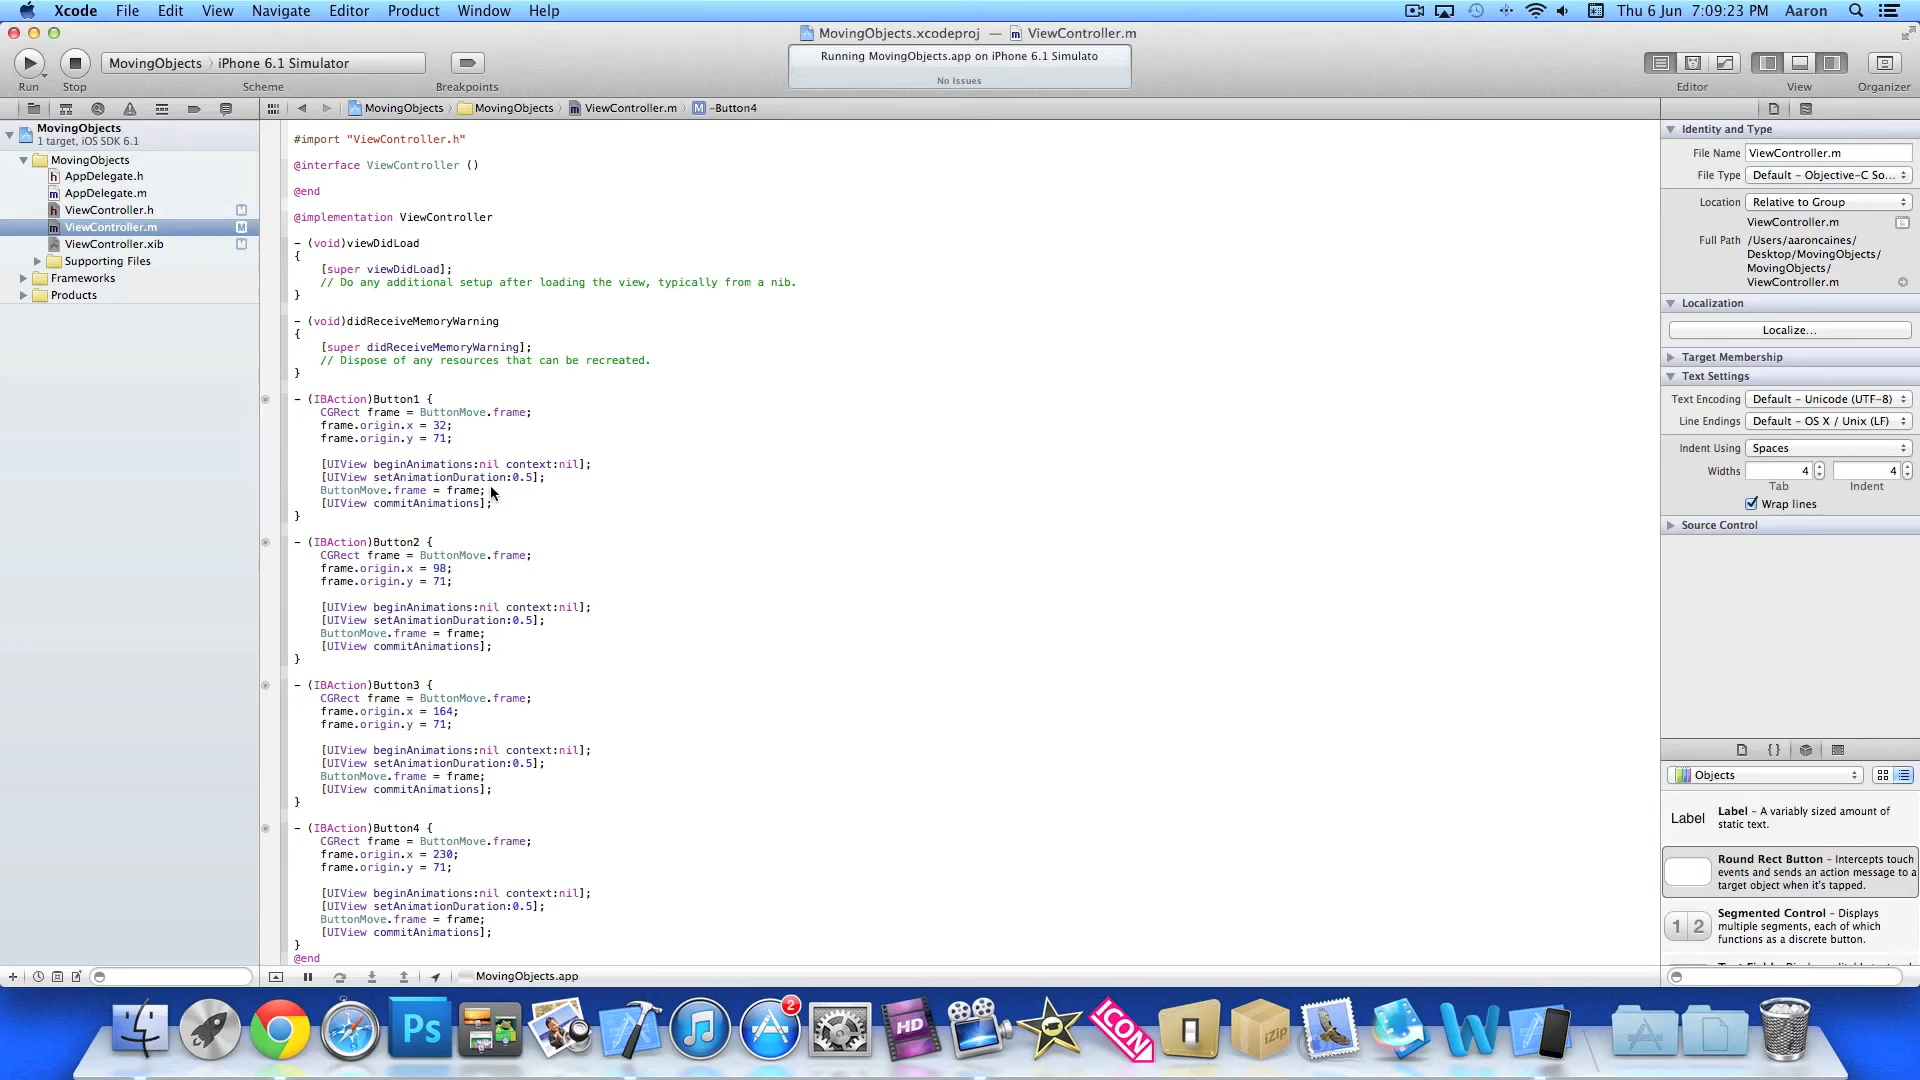 Xcode File Edit View Navigate Editor Product Window Help
Thu 6 Jun 7:09:23 PM Aaron
MovingObjects.xcodeproj — ViewController.m
MovingObjects iPhone 6.1 Simulator
Running MovingObjects.app on iPhone 6.1 Simulato
No Issues
Run Stop Scheme Breakpoints Editor View Organizer
MovingObjects MovingObjects ViewController.m M -Button4
MovingObjects
1 target, iOS SDK 6.1
MovingObjects
h AppDelegate.h
m AppDelegate.m
h ViewController.h M
m ViewController.m M
ViewController.xib M
Supporting Files
Frameworks
Products
#import "ViewController.h"
@interface ViewController ()
@end
@implementation ViewController
- (void)viewDidLoad
{
[super viewDidLoad];
// Do any additional setup after loading the view, typically from a nib.
}
- (void)didReceiveMemoryWarning
{
[super didReceiveMemoryWarning];
// Dispose of any resources that can be recreated.
}
- (IBAction)Button1 {
CGRect frame = ButtonMove.frame;
frame.origin.x = 32;
frame.origin.y = 71;
[UIView beginAnimations:nil context:nil];
[UIView setAnimationDuration:0.5];
ButtonMove.frame = frame;
[UIView commitAnimations];
}
- (IBAction)Button2 {
CGRect frame = ButtonMove.frame;
frame.origin.x = 98;
frame.origin.y = 71;
[UIView beginAnimations:nil context:nil];
[UIView setAnimationDuration:0.5];
ButtonMove.frame = frame;
[UIView commitAnimations];
}
- (IBAction)Button3 {
CGRect frame = ButtonMove.frame;
frame.origin.x = 164;
frame.origin.y = 71;
[UIView beginAnimations:nil context:nil];
[UIView setAnimationDuration:0.5];
ButtonMove.frame = frame;
[UIView commitAnimations];
}
- (IBAction)Button4 {
CGRect frame = ButtonMove.frame;
frame.origin.x = 230;
frame.origin.y = 71;
[UIView beginAnimations:nil context:nil];
[UIView setAnimationDuration:0.5];
ButtonMove.frame = frame;
[UIView commitAnimations];
}
@end
MovingObjects.app
Identity and Type
File Name ViewController.m
File Type Default - Objective-C So...
Location Relative to Group
ViewController.m
Full Path /Users/aaroncaines/
Desktop/MovingObjects/
MovingObjects/
ViewController.m
Localization
Localize...
Target Membership
Text Settings
Text Encoding Default - Unicode (UTF-8)
Line Endings Default - OS X / Unix (LF)
Indent Using Spaces
Widths 4 4
Tab Indent
Wrap lines
Source Control
{}
Objects
Label Label - A variably sized amount of
static text.
Round Rect Button - Intercepts touch
events and sends an action message to a
target object when it's tapped.
1 2 Segmented Control - Displays
multiple segments, each of which
functions as a discrete button.
Ps 2 HD ICON iZip W